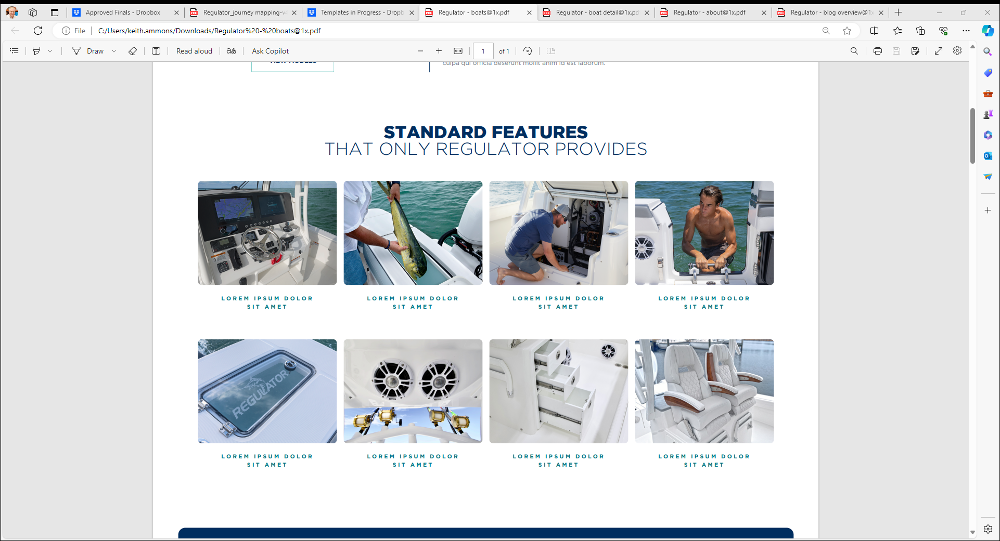 Approved Finals - Dropbox
Regulator_journey mapping-v
Templates in Progress - Dropb
Regulator - boats@1x.pdf
Regulator - boat detail@1x.pd
Regulator - about@1x.pdf
Regulator - blog overview@1x
File
C:/Users/keith.ammons/Downloads/Regulator%20-%20boats@1x.pdf
Draw
Read aloud
aあ
Ask Copilot
1
of 1
VIEW MODELS
culpa qui officia deserunt mollit anim id est laborum.
STANDARD FEATURES
THAT ONLY REGULATOR PROVIDES
LOREM IPSUM DOLOR
SIT AMET
LOREM IPSUM DOLOR
SIT AMET
LOREM IPSUM DOLOR
SIT AMET
LOREM IPSUM DOLOR
SIT AMET
REGULATOR
LOREM IPSUM DOLOR
SIT AMET
LOREM IPSUM DOLOR
SIT AMET
LOREM IPSUM DOLOR
SIT AMET
LOREM IPSUM DOLOR
SIT AMET